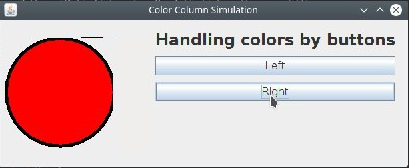 Color Column Simulation
Handling colors by buttons
Left
Right